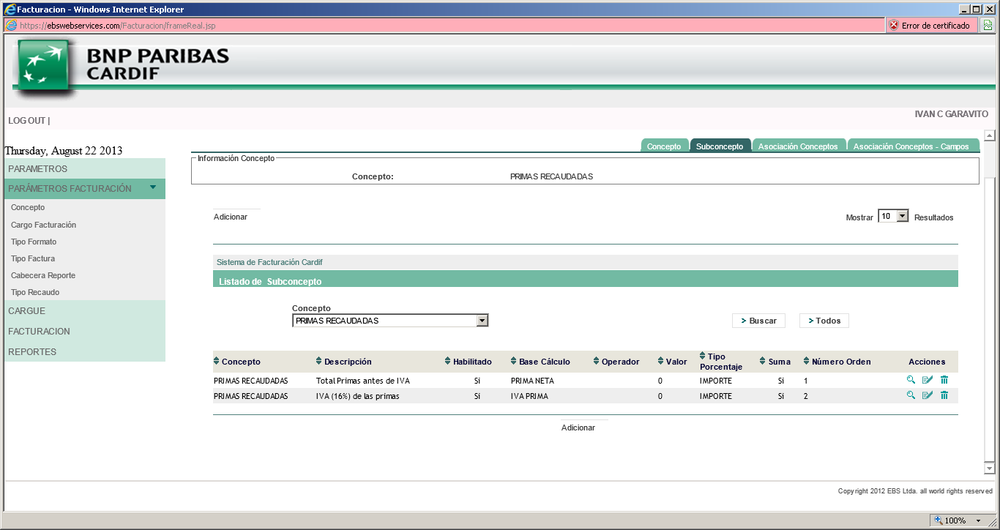 Facturacion - Windows Internet Explorer
https://ebswebservices.com/Facturacion/frameReal.jsp
Error de certificado
BNP PARIBAS
CARDIF
LOG OUT |
IVAN C GARAVITO
Thursday, August 22 2013
PARAMETROS
PARÁMETROS FACTURACIÓN
Concepto
Cargo Facturación
Tipo Formato
Tipo Factura
Cabecera Reporte
Tipo Recaudo
CARGUE
FACTURACION
REPORTES
Concepto Subconcepto Asociación Conceptos Asociación Conceptos - Campos
Información Concepto
Concepto: PRIMAS RECAUDADAS
Adicionar
Mostrar 10 Resultados
Sistema de Facturación Cardif
Listado de Subconcepto
Concepto
PRIMAS RECAUDADAS
> Buscar > Todos
Concepto Descripción Habilitado Base Cálculo Operador Valor Tipo Porcentaje Suma Número Orden Acciones
PRIMAS RECAUDADAS Total Primas antes de IVA Si PRIMA NETA 0 IMPORTE Si 1
PRIMAS RECAUDADAS IVA (16%) de las primas Si IVA PRIMA 0 IMPORTE Si 2
Adicionar
Copyright 2012 EBS Ltda. all world rights reserved
100%